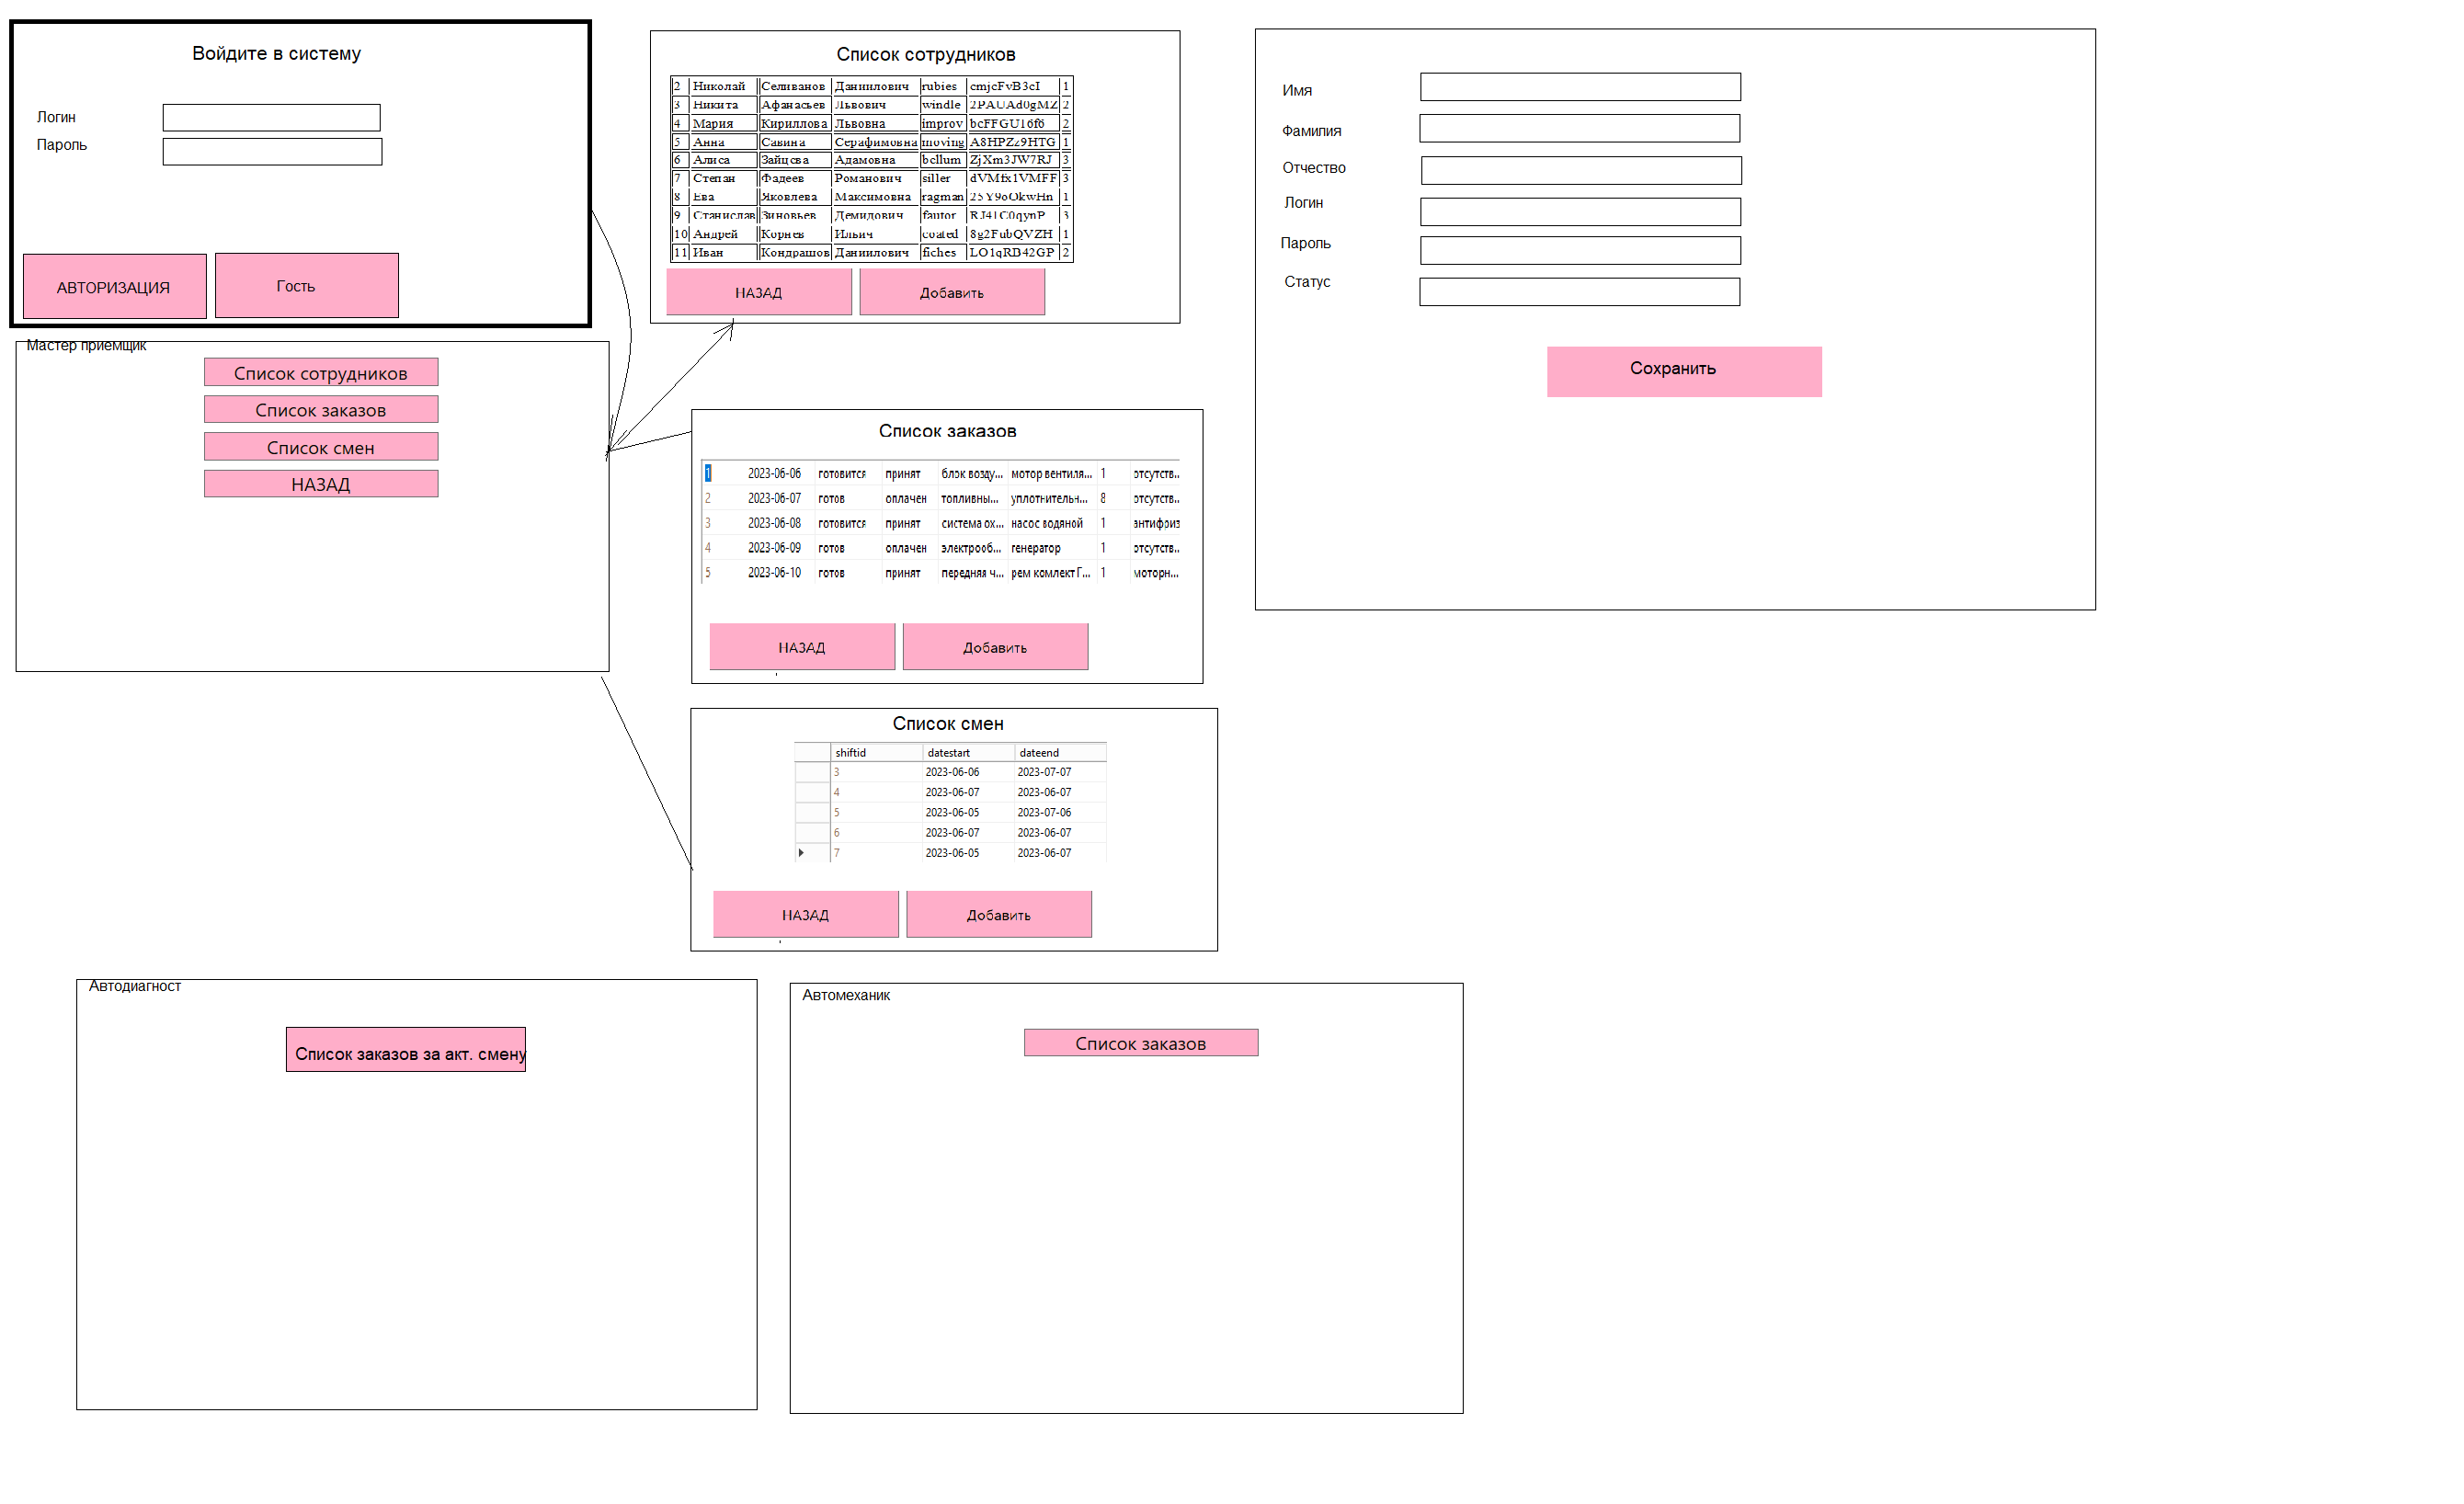 Войдите в систему
Логин
Пароль
АВТОРИЗАЦИЯ
Гость
Список сотрудников
2 Николай Селиванов Даниилович rubies cmjcFvB3cI 1
3 Никита Афанасьев Львович windle 2PAUAd0gMZ 2
4 Мария Кириллова Львовна improv bcFFGU16f6 2
5 Анна Савина Серафимовна moving A8HPZz9HTG 1
6 Алиса Зайцева Адамовна bellum ZjXm3JW7RJ 3
7 Степан Фадеев Романович siller dVMfx1VMFF 3
8 Ева Яковлева Максимовна ragman 25Y9oOkwHn 1
9 Станислав Зиновьев Демидович fautor RJ41C0qynP 3
10 Андрей Корнев Ильич coated 8g2FubQVZH 1
11 Иван Кондрашов Даниилович fiches LO1qRB42GP 2
НАЗАД
Добавить
Имя
Фамилия
Отчество
Логин
Пароль
Статус
Сохранить
Мастер приемщик
Список сотрудников
Список заказов
Список смен
НАЗАД
Список заказов
1 2023-06-06 готовится принят блок возду... мотор вентиля... 1 отсутств..
2 2023-06-07 готов оплачен топливны... уплотнительн... 8 отсутств..
3 2023-06-08 готовится принят система ох... насос водяной 1 антифриз
4 2023-06-09 готов оплачен электрооб... генератор 1 отсутств..
5 2023-06-10 готов принят передняя ч... рем комлект Г... 1 моторн...
НАЗАД
Добавить
Список смен
shiftid datestart dateend
3 2023-06-06 2023-07-07
4 2023-06-07 2023-06-07
5 2023-06-05 2023-07-06
6 2023-06-07 2023-06-07
7 2023-06-05 2023-06-07
НАЗАД
Добавить
Автодиагност
Список заказов за акт. смену
Автомеханик
Список заказов